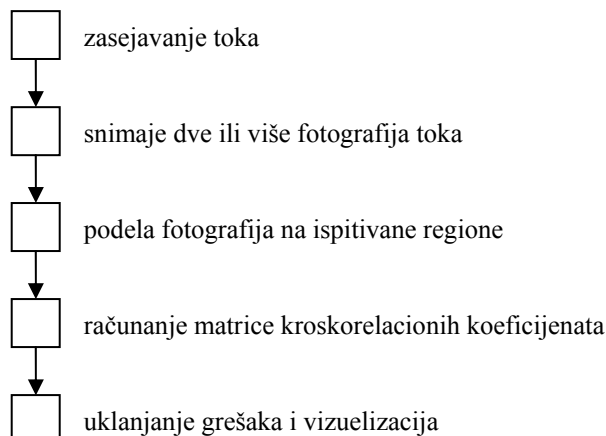 zasejavanje toka
snimaje dve ili više fotografija toka
podela fotografija na ispitivane regione
računanje matrice kroskorelacionih koeficijenata
uklanjanje grešaka i vizuelizacija